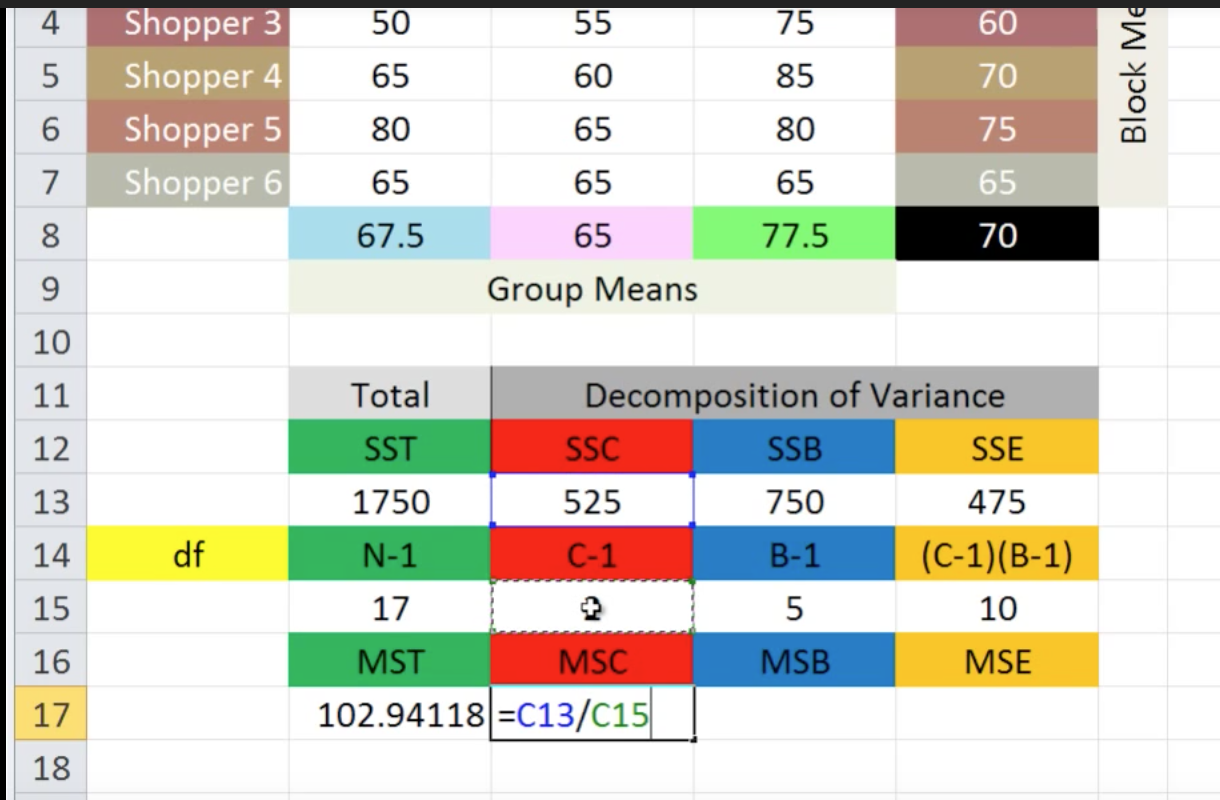 4 Shopper 3 50 55 75 60
5 Shopper 4 65 60 85 70
6 Shopper 5 80 65 80 75
7 Shopper 6 65 65 65 65
Block Me
8 67.5 65 77.5 70
9 Group Means
10
11 Total Decomposition of Variance
12 SST SSC SSB SSE
13 1750 525 750 475
14 df N-1 C-1 B-1 (C-1)(B-1)
15 17 5 10
16 MST MSC MSB MSE
17 102.94118 =C13/C15
18